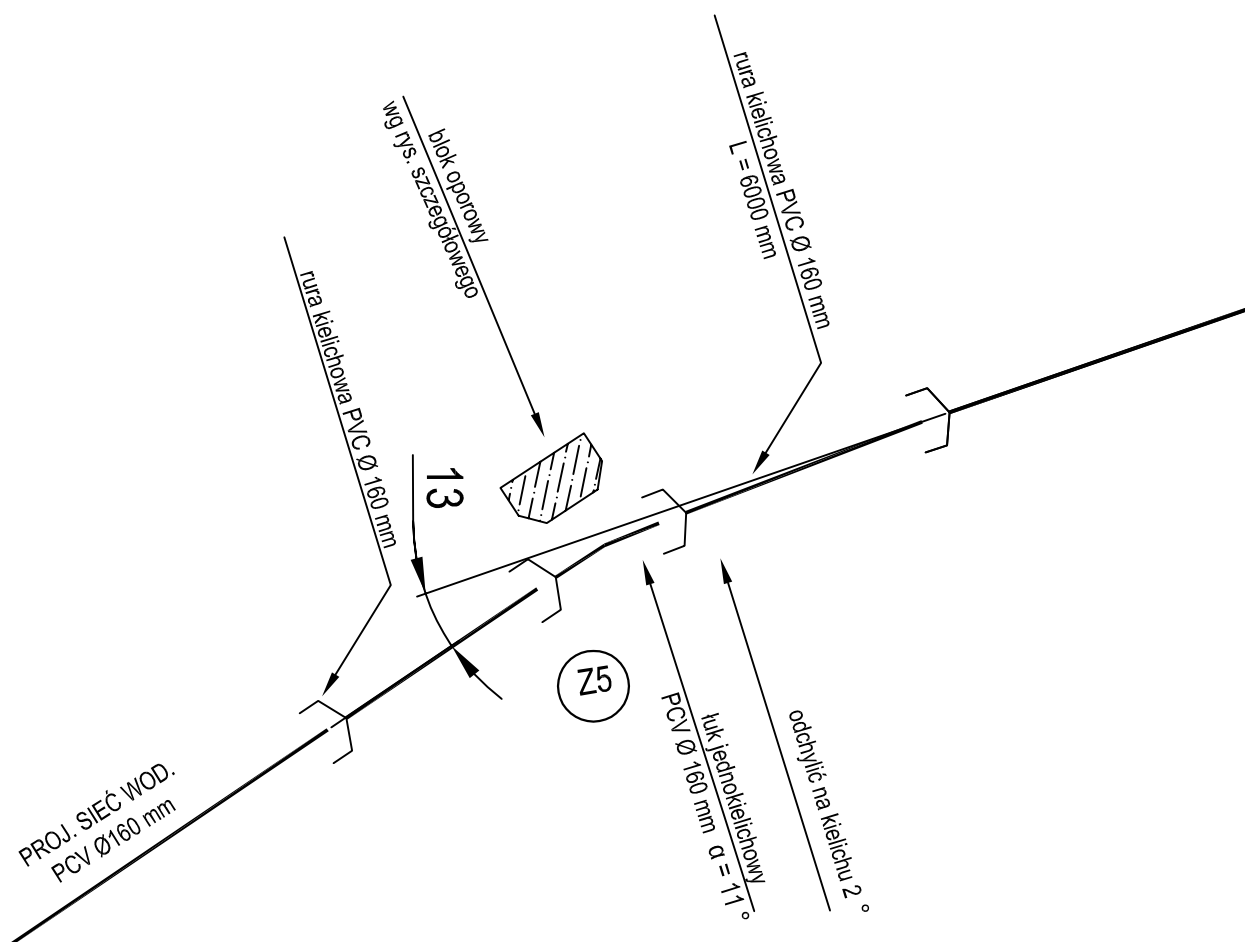 rura kielichowa PVC Ø 160 mm
L = 6000 mm
blok oporowy
wg rys. szczegółowego
rura kielichowa PVC Ø 160 mm
13
Z5
łuk jednokielichowy
PCV Ø 160 mm α = 11°
odchylić na kielichu 2 °
PROJ. SIEĆ WOD.
PCV Ø160 mm